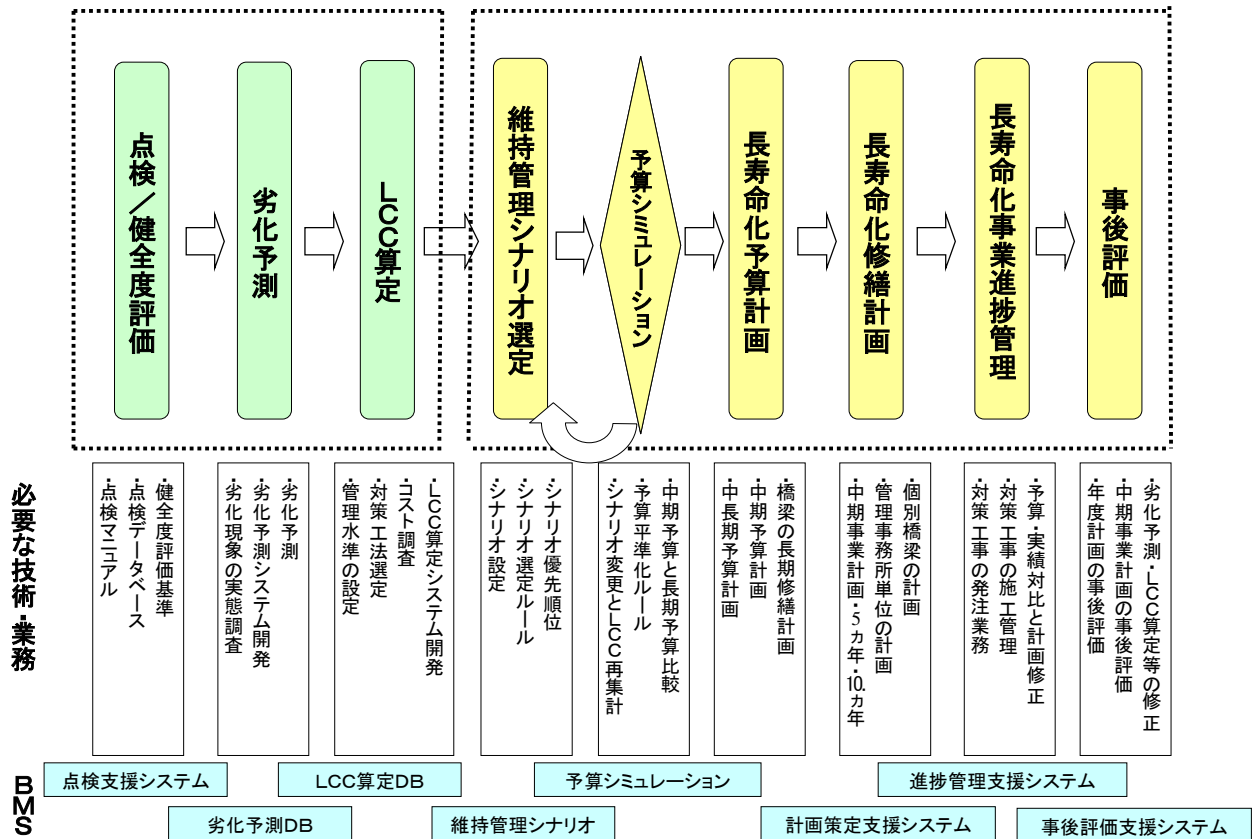 点検／健全度評価
劣化予測
LCC算定
維持管理シナリオ選定
予算シミュレーション
長寿命化予算計画
長寿命化修繕計画
長寿命化事業進捗管理
事後評価
必要な技術・業務
・健全度評価基準
・点検データベース
・点検マニュアル
・劣化予測
・劣化予測システム開発
・劣化現象の実態調査
・LCC算定システム開発
・コスト調査
・対策工法選定
・管理水準の設定
・シナリオ優先順位
・シナリオ選定ルール
・シナリオ設定
・中期予算と長期予算比較
・予算平準化ルール
・シナリオ変更とLCC再集計
・橋梁の長期修繕計画
・中期予算計画
・中長期予算計画
・個別橋梁の計画
・管理事務所単位の計画
・中期事業計画・5ヵ年・10.ヵ年
・予算・実績対比と計画修正
・対策工事の施工管理
・対策工事の発注業務
・劣化予測・LCC算定等の修正
・中期事業計画の事後評価
・年度計画の事後評価
BMS
点検支援システム
LCC算定DB
予算シミュレーション
進捗管理支援システム
劣化予測DB
維持管理シナリオ
計画策定支援システム
事後評価支援システム